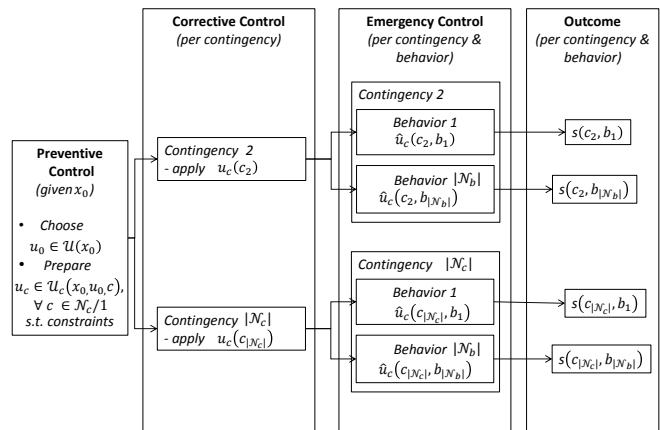 Corrective Control
(per contingency)
Emergency Control
(per contingency &
behavior)
Outcome
(per contingency &
behavior)
Preventive
Control
(given x₀)
• Choose
u₀ ∈ 𝒰(x₀)
• Prepare
u_c ∈ 𝒰_c(x₀,u₀,c),
∀ c ∈ 𝒩_c/1
s.t. constraints
Contingency 2
- apply u_c(c₂)
Contingency |𝒩_c|
- apply u_c(c_|𝒩_c|)
Contingency 2
Behavior 1
û_c(c₂, b₁)
Behavior |𝒩_b|
û_c(c₂, b_|𝒩_b|)
Contingency |𝒩_c|
Behavior 1
û_c(c_|𝒩_c|, b₁)
Behavior |𝒩_b|
û_c(c_|𝒩_c|, b_|𝒩_b|)
s(c₂, b₁)
s(c₂, b_|𝒩_b|)
s(c_|𝒩_c|, b₁)
s(c_|𝒩_c|, b_|𝒩_b|)